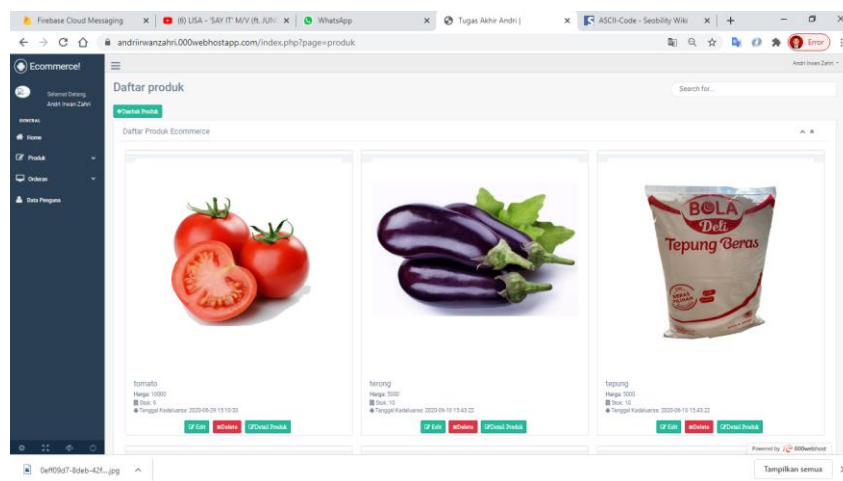 Firebase Cloud Messaging
(6) LISA - 'SAY IT' M/V (ft. JUN
WhatsApp
Tugas Akhir Andri |
ASCII-Code - Seobility Wiki
andriirwanzahri.000webhostapp.com/index.php?page=produk
Error
Ecommerce!
Andri Irwan Zahri
Selamat Datang,
Andri Irwan Zahri
GENERAL
Home
Produk
Orderan
Data Penguna
Daftar produk
Search for...
Daftar Produk Ecommerce
BOLA
Deli
Tepung Beras
tomato
Harga: 10000
Stok: 9
Tanggal Kadaluarsa: 2020-06-29 15:10:33
Edit Delete Detail Produk
terong
Harga: 5000
Stok: 10
Tanggal Kadaluarsa: 2020-06-10 15:43:22
Edit Delete Detail Produk
tepung
Harga: 5000
Stok: 10
Tanggal Kadaluarsa: 2020-06-10 15:43:22
Edit Delete Detail Produk
Powered by 000webhost
0eff09d7-8deb-42f....jpg
Tampilkan semua